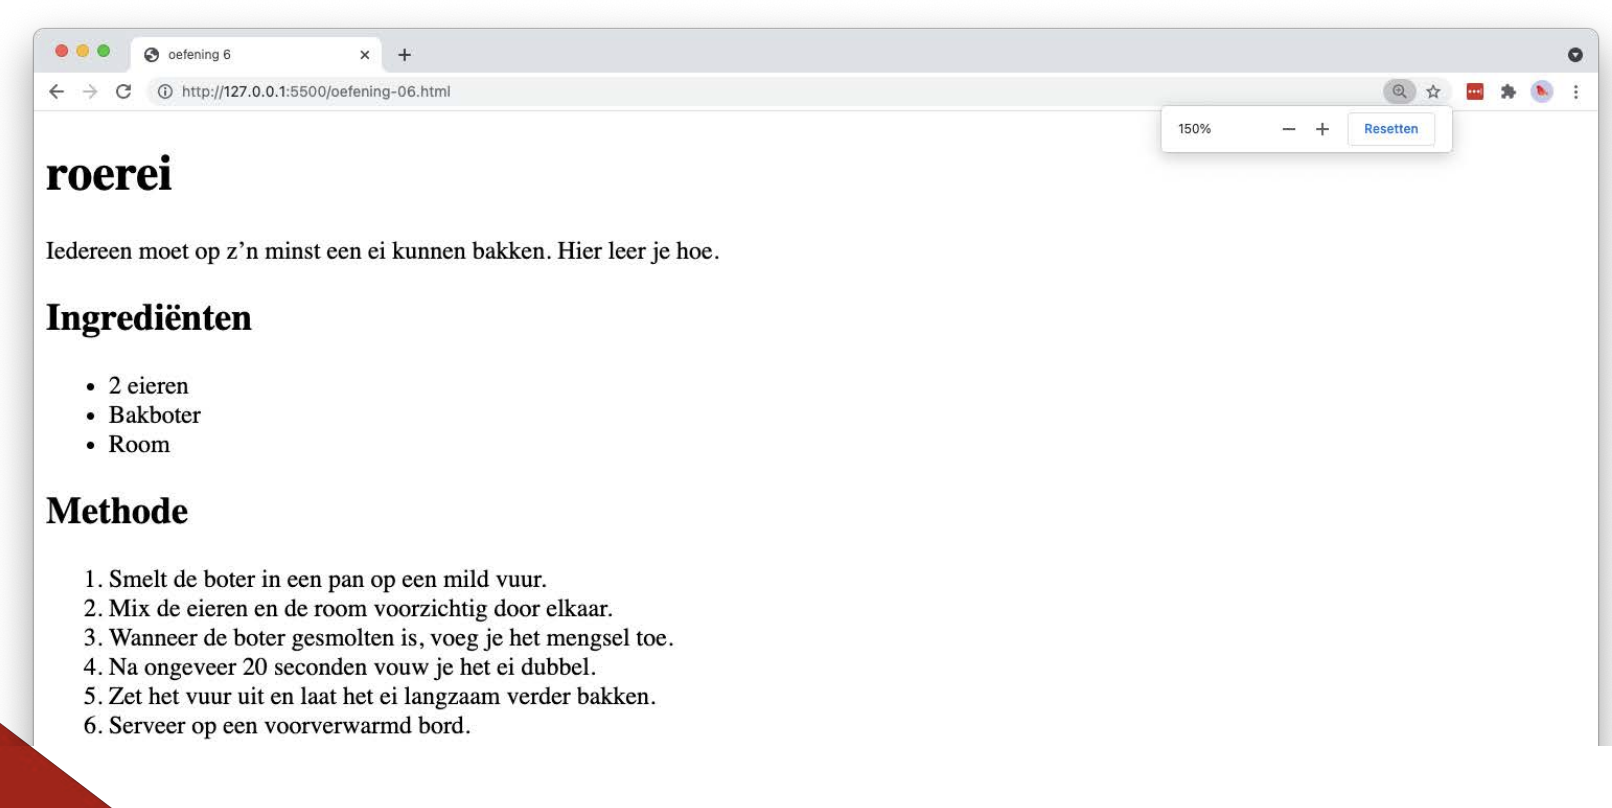 oefening 6
http://127.0.0.1:5500/oefening-06.html
150%
Resetten
roerei
Iedereen moet op z’n minst een ei kunnen bakken. Hier leer je hoe.
Ingrediënten
• 2 eieren
• Bakboter
• Room
Methode
1. Smelt de boter in een pan op een mild vuur.
2. Mix de eieren en de room voorzichtig door elkaar.
3. Wanneer de boter gesmolten is, voeg je het mengsel toe.
4. Na ongeveer 20 seconden vouw je het ei dubbel.
5. Zet het vuur uit en laat het ei langzaam verder bakken.
6. Serveer op een voorverwarmd bord.